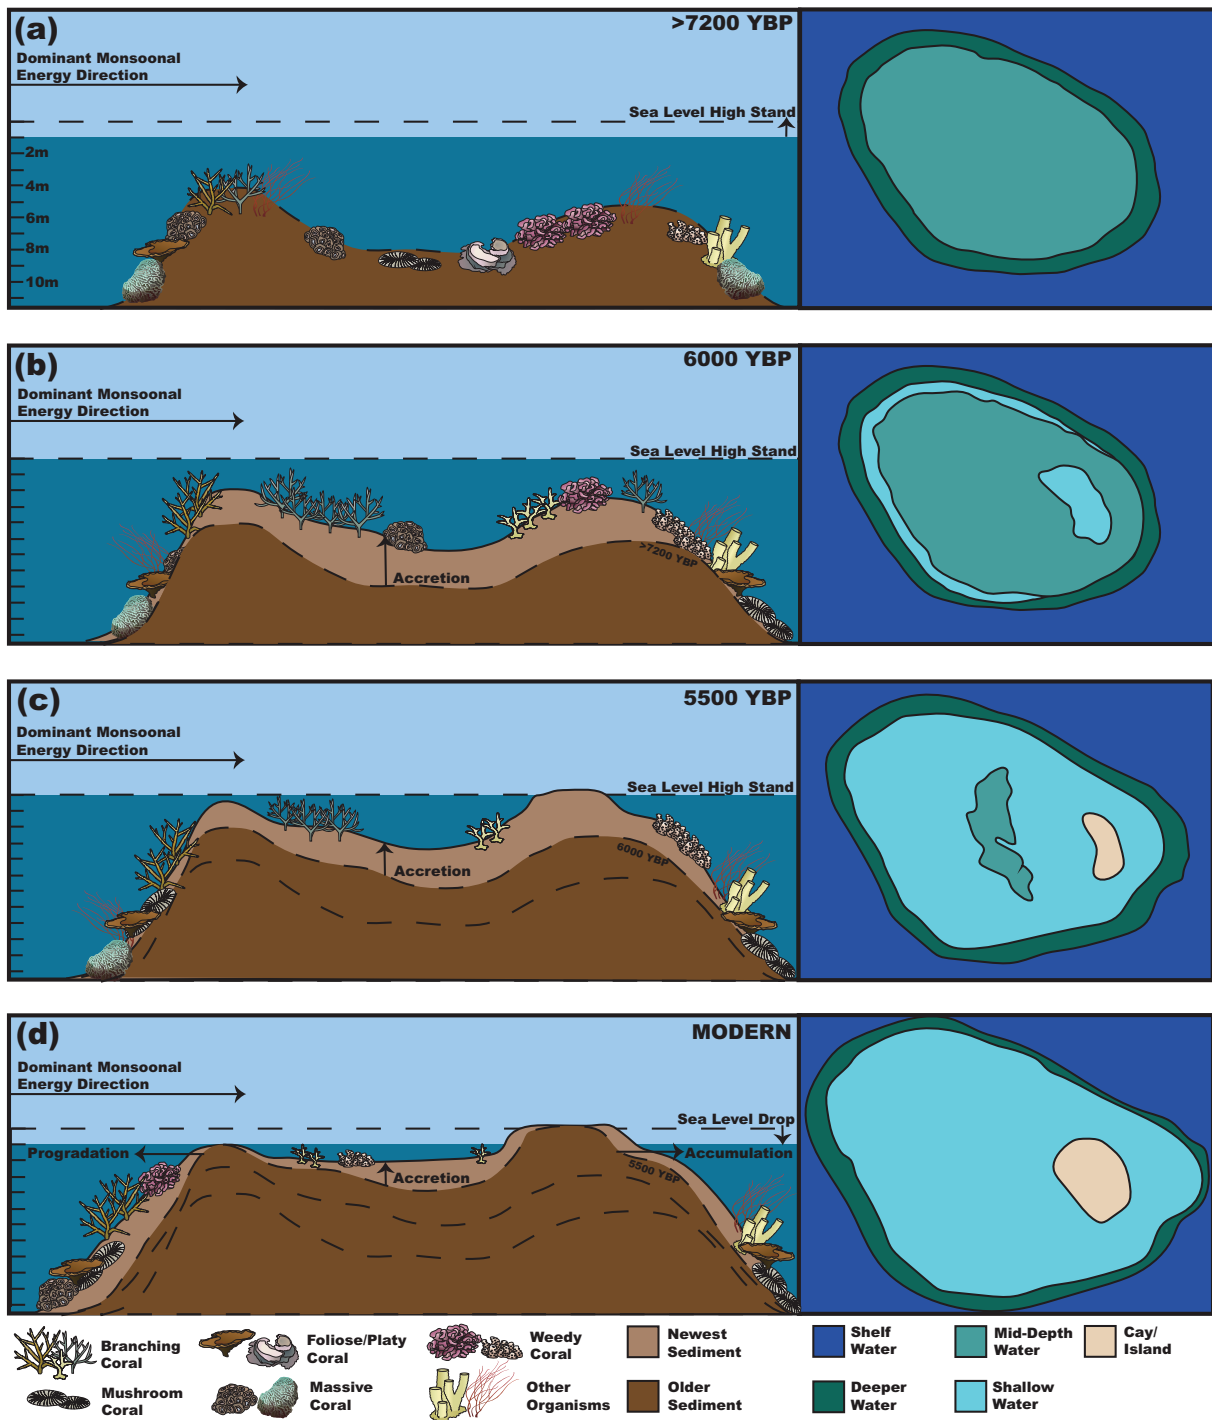 (a)
>7200 YBP
Dominant Monsoonal
Energy Direction
Sea Level High Stand
2m
4m
6m
8m
10m
(b)
6000 YBP
Dominant Monsoonal
Energy Direction
Sea Level High Stand
>7200 YBP
Accretion
(c)
5500 YBP
Dominant Monsoonal
Energy Direction
Sea Level High Stand
6000 YBP
Accretion
(d)
MODERN
Dominant Monsoonal
Energy Direction
Sea Level Drop
Progradation
Accumulation
5500 YBP
Accretion
Branching
Coral
Foliose/Platy
Coral
Weedy
Coral
Newest
Sediment
Shelf
Water
Mid-Depth
Water
Cay/
Island
Mushroom
Coral
Massive
Coral
Other
Organisms
Older
Sediment
Deeper
Water
Shallow
Water